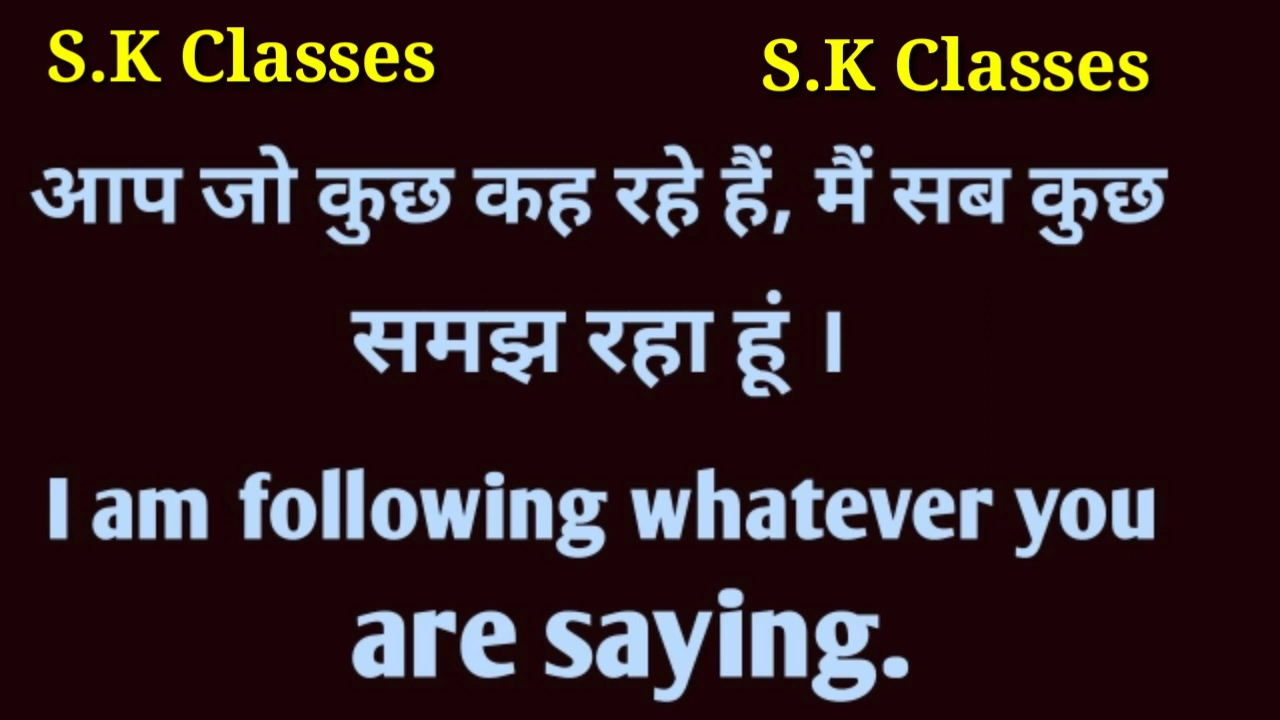 S.K Classes S.K Classes
आप जो कुछ कह रहे हैं, मैं सब कुछ
समझ रहा हूं ।
I am following whatever you
are saying.